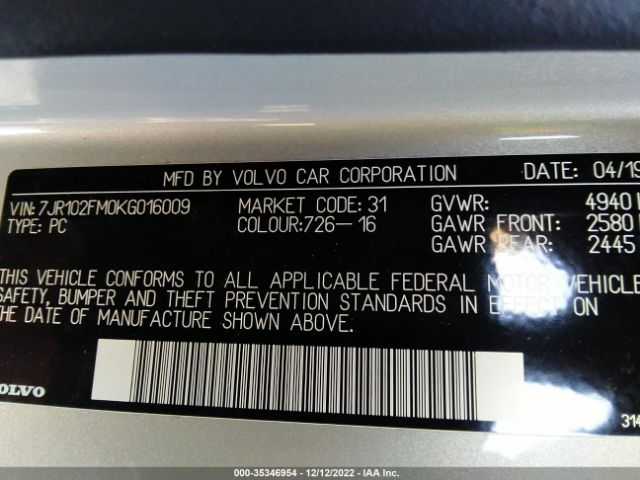 MFD BY VOLVO CAR CORPORATION DATE: 04/19
VIN:7JR102FM0KG016009 MARKET CODE: 31 GVWR: 4940
TYPE: PC COLOUR:726-16 GAWR FRONT: 2580
GAWR REAR: 2445
THIS VEHICLE CONFORMS TO ALL APPLICABLE FEDERAL MOTOR VEHICLE
SAFETY, BUMPER AND THEFT PREVENTION STANDARDS IN EFFECT ON
THE DATE OF MANUFACTURE SHOWN ABOVE.
VOLVO 314
000-35346954 - 12/12/2022 - IAA Inc.